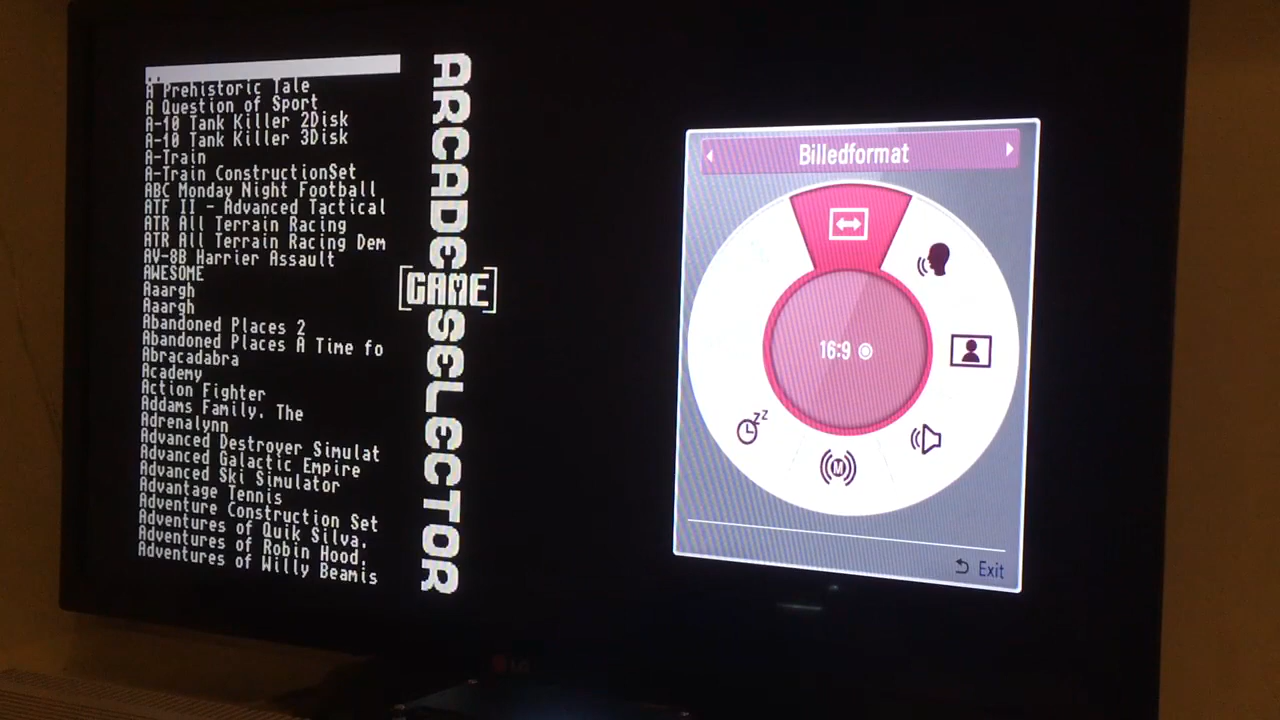 ..
A Prehistoric Tale
A Question of Sport
A-10 Tank Killer 2Disk
A-10 Tank Killer 3Disk
A-Train
A-Train ConstructionSet
ABC Monday Night Football
ATF II - Advanced Tactical
ATR All Terrain Racing
ATR All Terrain Racing Dem
AV-8B Harrier Assault
AWESOME
Aaargh
Aaargh
Abandoned Places 2
Abandoned Places A Time fo
Abracadabra
Academy
Action Fighter
Addams Family, The
Adrenalynn
Advanced Destroyer Simulat
Advanced Galactic Empire
Advanced Ski Simulator
Advantage Tennis
Adventure Construction Set
Adventures of Quik Silva,
Adventures of Robin Hood,
Adventures of Willy Beamis
ARCADE
GAME
SELECTOR
Billedformat
16:9
M
zz
Exit
LG